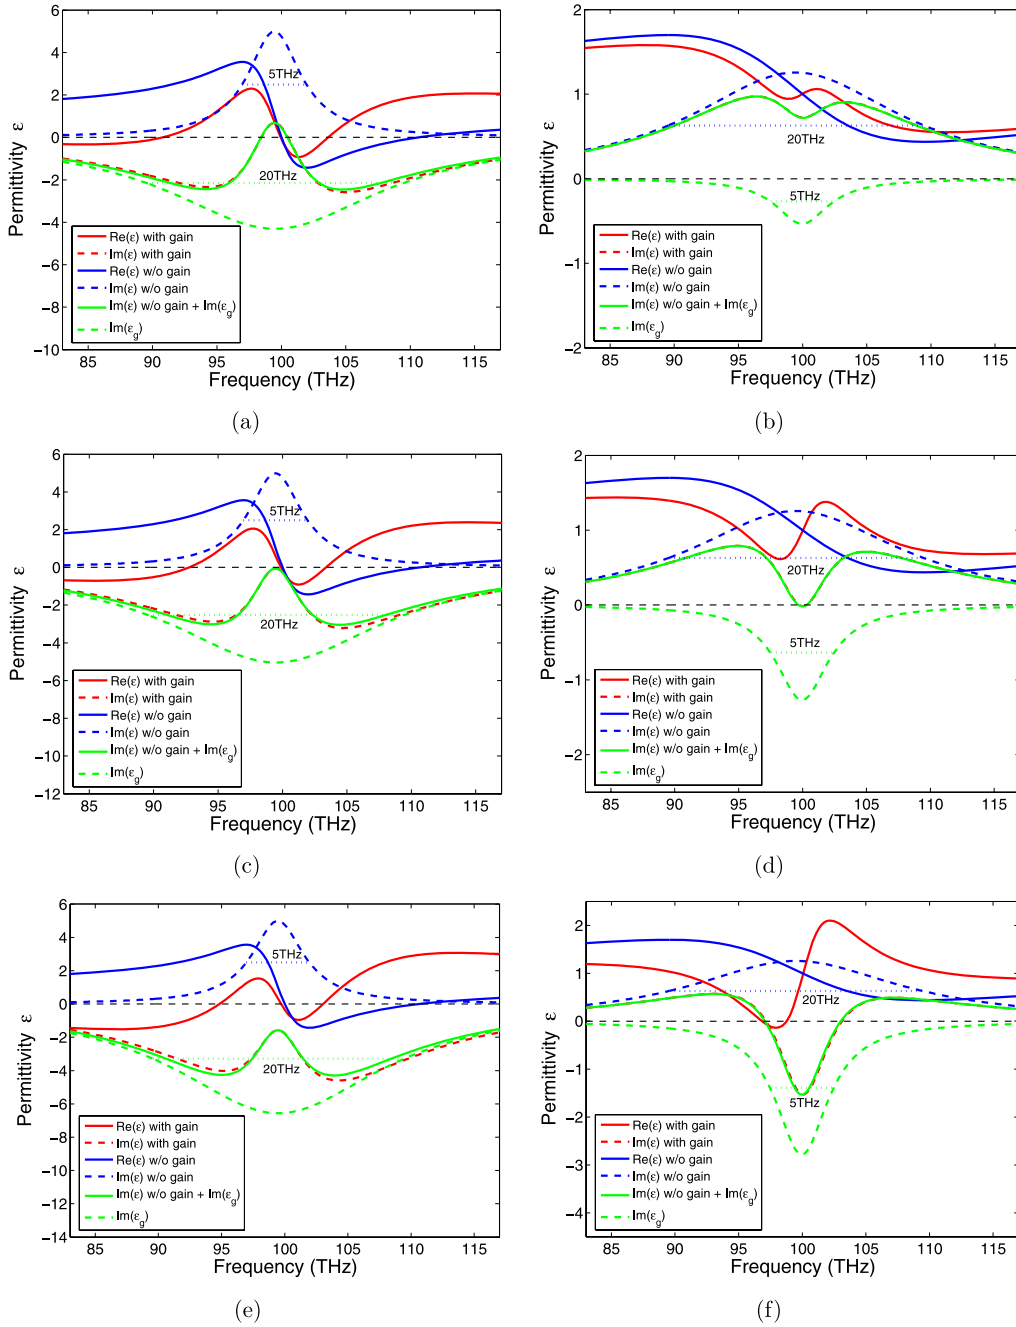 6
4
2
0
−2
−4
−6
−8
−10
85 90 95 100 105 110 115
Permittivity ε
Frequency (THz)
5THz
20THz
Re(ε) with gain
Im(ε) with gain
Re(ε) w/o gain
Im(ε) w/o gain
Im(ε) w/o gain + Im(εg)
Im(εg)
(a)
2
1
0
−1
−2
85 90 95 100 105 110 115
Permittivity ε
Frequency (THz)
20THz
5THz
Re(ε) with gain
Im(ε) with gain
Re(ε) w/o gain
Im(ε) w/o gain
Im(ε) w/o gain + Im(εg)
Im(εg)
(b)
6
4
2
0
−2
−4
−6
−8
−10
−12
85 90 95 100 105 110 115
Permittivity ε
Frequency (THz)
5THz
20THz
Re(ε) with gain
Im(ε) with gain
Re(ε) w/o gain
Im(ε) w/o gain
Im(ε) w/o gain + Im(εg)
Im(εg)
(c)
2
1
0
−1
−2
85 90 95 100 105 110 115
Permittivity ε
Frequency (THz)
20THz
5THz
Re(ε) with gain
Im(ε) with gain
Re(ε) w/o gain
Im(ε) w/o gain
Im(ε) w/o gain + Im(εg)
Im(εg)
(d)
6
4
2
0
−2
−4
−6
−8
−10
−12
−14
85 90 95 100 105 110 115
Permittivity ε
Frequency (THz)
5THz
20THz
Re(ε) with gain
Im(ε) with gain
Re(ε) w/o gain
Im(ε) w/o gain
Im(ε) w/o gain + Im(εg)
Im(εg)
(e)
2
1
0
−1
−2
−3
−4
85 90 95 100 105 110 115
Permittivity ε
Frequency (THz)
20THz
5THz
Re(ε) with gain
Im(ε) with gain
Re(ε) w/o gain
Im(ε) w/o gain
Im(ε) w/o gain + Im(εg)
Im(εg)
(f)